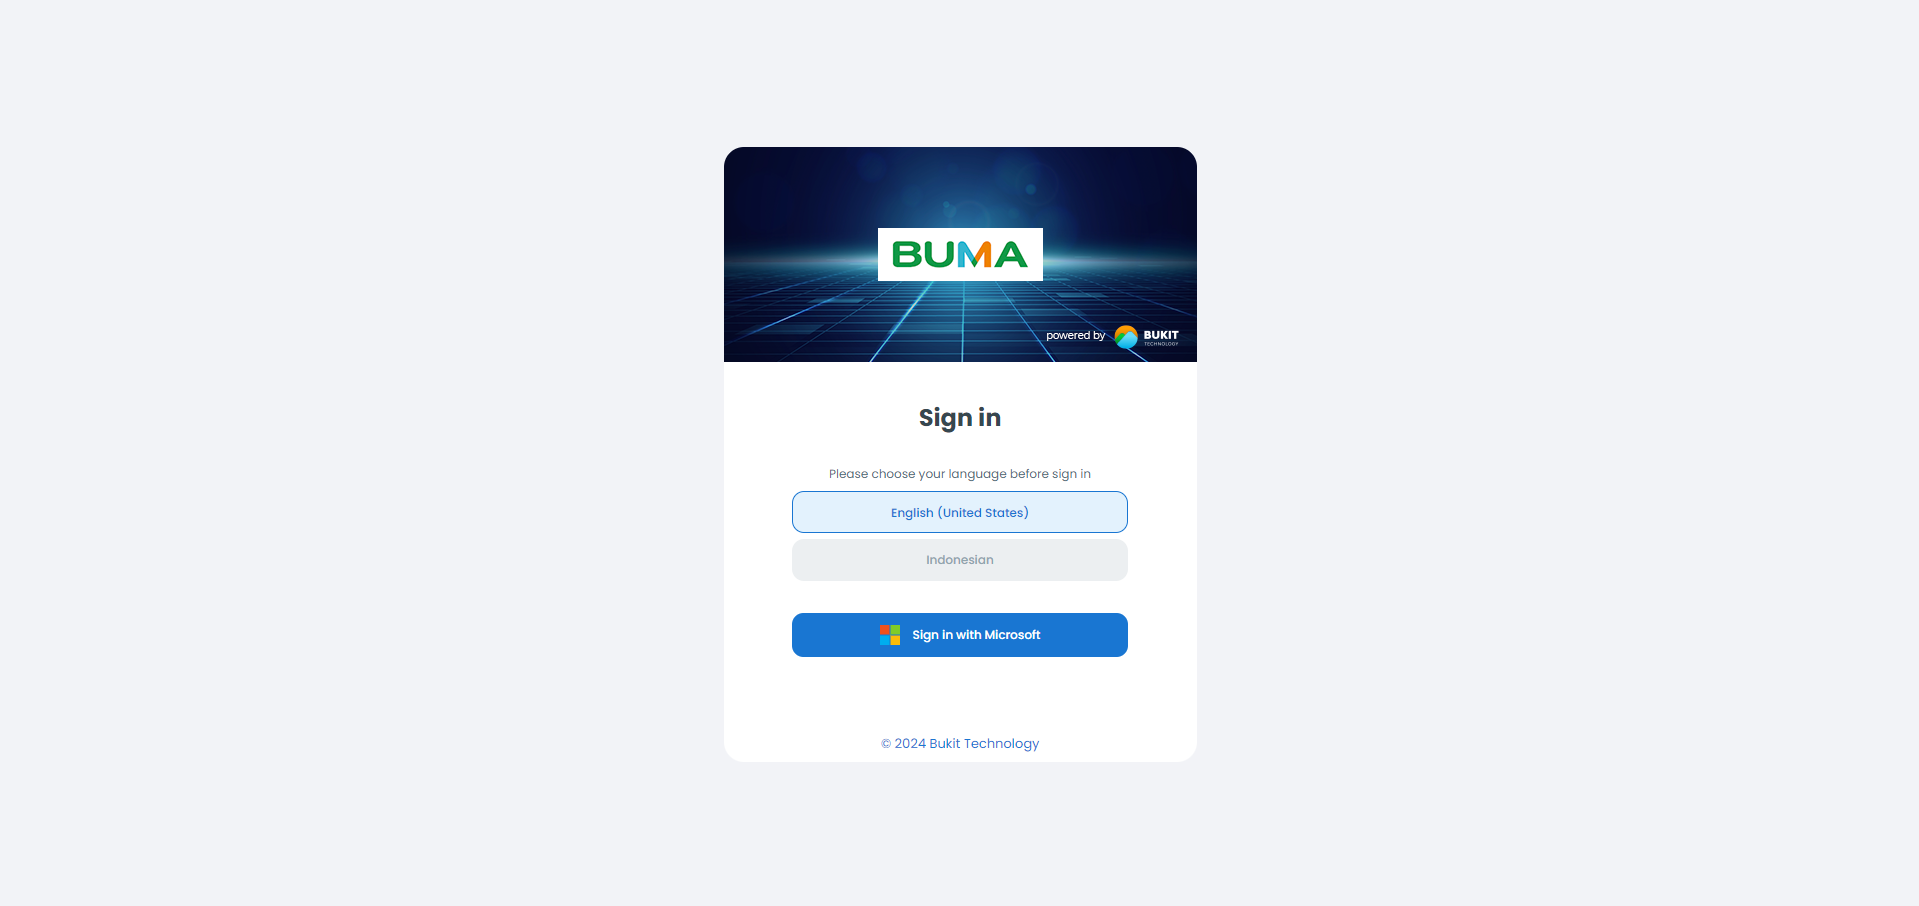 BUMA
powered by BUKIT
TECHNOLOGY
Sign in
Please choose your language before sign in
English (United States)
Indonesian
Sign in with Microsoft
© 2024 Bukit Technology